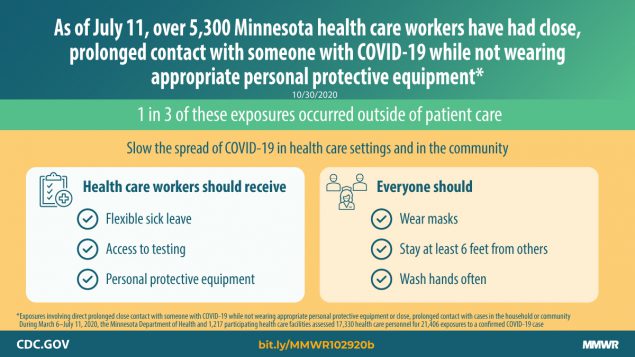 As of July 11, over 5,300 Minnesota health care workers have had close,
prolonged contact with someone with COVID-19 while not wearing
appropriate personal protective equipment*
10/30/2020
1 in 3 of these exposures occurred outside of patient care
Slow the spread of COVID-19 in health care settings and in the community
Health care workers should receive
Flexible sick leave
Access to testing
Personal protective equipment
Everyone should
Wear masks
Stay at least 6 feet from others
Wash hands often
*Exposures involving direct prolonged close contact with someone with COVID-19 while not wearing appropriate personal protective equipment or close, prolonged contact with cases in the household or community
During March 6–July 11, 2020, the Minnesota Department of Health and 1,217 participating health care facilities assessed 17,330 health care personnel for 21,406 exposures to a confirmed COVID-19 case
CDC.GOV
bit.ly/MMWR102920b
MMWR